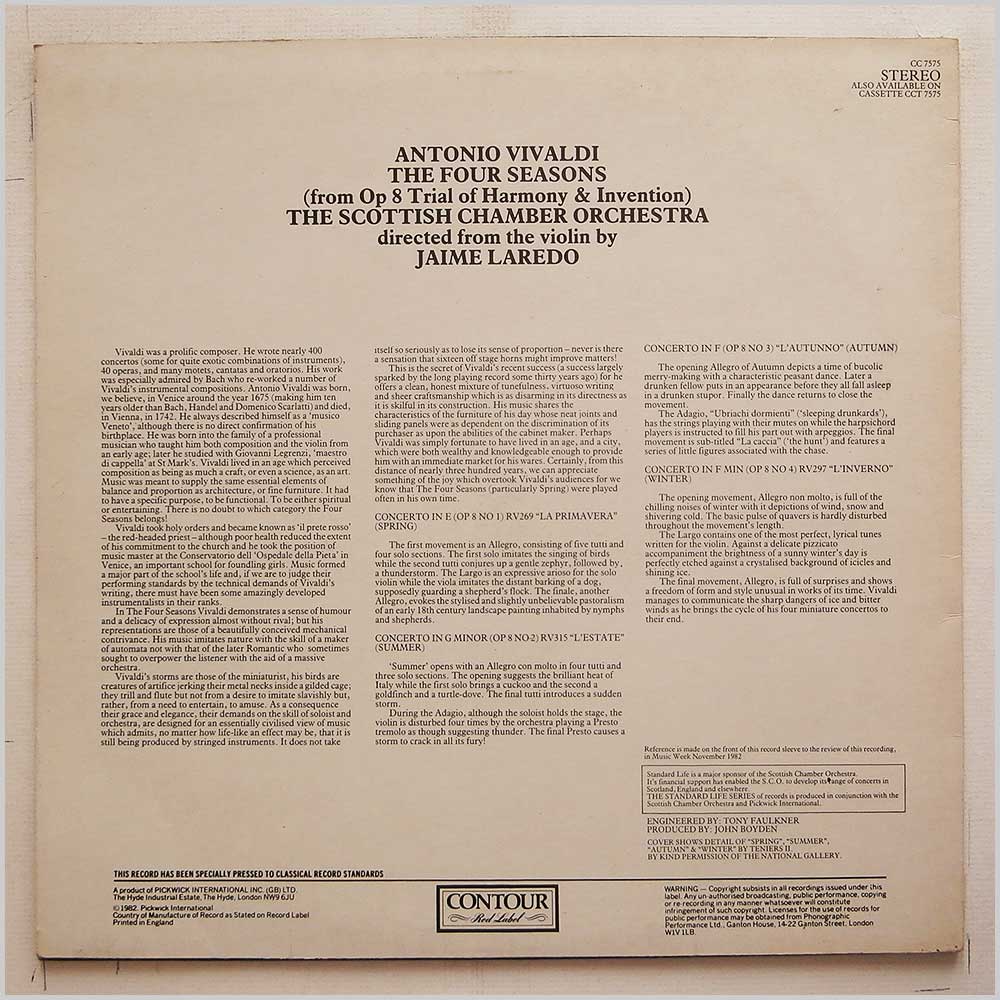 CC 7575
STEREO
ALSO AVAILABLE ON
CASSETTE CCT 7575
ANTONIO VIVALDI
THE FOUR SEASONS
(from Op 8 Trial of Harmony & Invention)
THE SCOTTISH CHAMBER ORCHESTRA
directed from the violin by
JAIME LAREDO
Vivaldi was a prolific composer. He wrote nearly 400
concertos (some for quite exotic combinations of instruments),
40 operas, and many motets, cantatas and oratorios. His work
was especially admired by Bach who re-worked a number of
Vivaldi's instrumental compositions. Antonio Vivaldi was born,
we believe, in Venice around the year 1675 (making him ten
years older than Bach, Handel and Domenico Scarlatti) and died,
in Vienna, in 1742. He always described himself as a 'musico
Veneto', although there is no direct confirmation of his
birthplace. He was born into the family of a professional
musician who taught him both composition and the violin from
an early age; later he studied with Giovanni Legrenzi, 'maestro
di cappella' at St Mark's. Vivaldi lived in an age which perceived
composition as being as much a craft, or even a science, as an art.
Music was meant to supply the same essential elements of
balance and proportion as architecture, or fine furniture. It had
to have a specific purpose, to be functional. To be either spiritual
or entertaining. There is no doubt to which category the Four
Seasons belongs!
Vivaldi took holy orders and became known as 'il prete rosso'
– the red-headed priest – although poor health reduced the extent
of his commitment to the church and he took the position of
music master at the Conservatorio dell 'Ospedale della Pieta' in
Venice, an important school for foundling girls. Music formed
a major part of the school's life and, if we are to judge their
performing standards by the technical demands of Vivaldi's
writing, there must have been some amazingly developed
instrumentalists in their ranks.
In The Four Seasons Vivaldi demonstrates a sense of humour
and a delicacy of expression almost without rival; but his
representations are those of a beautifully conceived mechanical
contrivance. His music imitates nature with the skill of a maker
of automata not with that of the later Romantic who sometimes
sought to overpower the listener with the aid of a massive
orchestra.
Vivaldi's storms are those of the miniaturist, his birds are
creatures of artifice jerking their metal necks inside a gilded cage;
they trill and flute but not from a desire to imitate slavishly but,
rather, from a need to entertain, to amuse. As a consequence
their grace and elegance, their demands on the skill of soloist and
orchestra, are designed for an essentially civilised view of music
which admits, no matter how life-like an effect may be, that it is
still being produced by stringed instruments. It does not take
itself so seriously as to lose its sense of proportion – never is there
a sensation that sixteen off stage horns might improve matters!
This is the secret of Vivaldi's recent success (a success largely
sparked by the long playing record some thirty years ago) for he
offers a clean, honest mixture of tunefulness, virtuoso writing
and sheer craftsmanship which is as disarming in its directness as
it is skilful in its construction. His music shares the
characteristics of the furniture of his day whose neat joints and
sliding panels were as dependent on the discrimination of its
purchaser as upon the abilities of the cabinet maker. Perhaps
Vivaldi was simply fortunate to have lived in an age, and a city,
which were both wealthy and knowledgeable enough to provide
him with an immediate market for his wares. Certainly, from this
distance of nearly three hundred years, we can appreciate
something of the joy which overtook Vivaldi's audiences for we
know that The Four Seasons (particularly Spring) were played
often in his own time.
CONCERTO IN E (OP 8 NO 1) RV269 "LA PRIMAVERA"
(SPRING)
The first movement is an Allegro, consisting of five tutti and
four solo sections. The first solo imitates the singing of birds
while the second tutti conjures up a gentle zephyr, followed by,
a thunderstorm. The Largo is an expressive arioso for the solo
violin while the viola imitates the distant barking of a dog,
supposedly guarding a shepherd's flock. The finale, another
Allegro, evokes the stylised and slightly unbelievable pastoralism
of an early 18th century landscape painting inhabited by nymphs
and shepherds.
CONCERTO IN G MINOR (OP 8 NO-2) RV315 "L'ESTATE"
(SUMMER)
'Summer' opens with an Allegro con molto in four tutti and
three solo sections. The opening suggests the brilliant heat of
Italy while the first solo brings a cuckoo and the second a
goldfinch and a turtle-dove. The final tutti introduces a sudden
storm.
During the Adagio, although the soloist holds the stage, the
violin is disturbed four times by the orchestra playing a Presto
tremolo as though suggesting thunder. The final Presto causes a
storm to crack in all its fury!
CONCERTO IN F (OP 8 NO 3) "L'AUTUNNO" (AUTUMN)
The opening Allegro of Autumn depicts a time of bucolic
merry-making with a characteristic peasant dance. Later a
drunken fellow puts in an appearance before they all fall asleep
in a drunken stupor. Finally the dance returns to close the
movement.
The Adagio, "Ubriachi dormienti" ('sleeping drunkards'),
has the strings playing with their mutes on while the harpsichord
players is instructed to fill his part out with arpeggios. The final
movement is sub-titled "La caccia" ('the hunt') and features a
series of little figures associated with the chase.
CONCERTO IN F MIN (OP 8 NO 4) RV297 "L'INVERNO"
(WINTER)
The opening movement, Allegro non molto, is full of the
chilling noises of winter with it depictions of wind, snow and
shivering cold. The basic pulse of quavers is hardly disturbed
throughout the movement's length.
The Largo contains one of the most perfect, lyrical tunes
written for the violin. Against a delicate pizzicato
accompaniment the brightness of a sunny winter's day is
perfectly etched against a crystalised background of icicles and
shining ice.
The final movement, Allegro, is full of surprises and shows
a freedom of form and style unusual in works of its time. Vivaldi
manages to communicate the sharp dangers of ice and bitter
winds as he brings the cycle of his four miniature concertos to
their end.
Reference is made on the front of this record sleeve to the review of this recording,
in Music Week November 1982
Standard Life is a major sponsor of the Scottish Chamber Orchestra.
It's financial support has enabled the S.C.O. to develop its range of concerts in
Scotland, England and elsewhere.
THE STANDARD LIFE SERIES of records is produced in conjunction with the
Scottish Chamber Orchestra and Pickwick International.
ENGINEERED BY: TONY FAULKNER
PRODUCED BY: JOHN BOYDEN
COVER SHOWS DETAIL OF "SPRING", "SUMMER",
"AUTUMN" & "WINTER" BY TENIERS II.
BY KIND PERMISSION OF THE NATIONAL GALLERY.
THIS RECORD HAS BEEN SPECIALLY PRESSED TO CLASSICAL RECORD STANDARDS
A product of PICKWICK INTERNATIONAL INC. (GB) LTD.
The Hyde Industrial Estate, The Hyde, London NW9 6JU
© 1982. Pickwick International
Country of Manufacture of Record as Stated on Record Label
Printed in England
CONTOUR
Red Label
WARNING — Copyright subsists in all recordings issued under this
label. Any un-authorised broadcasting, public performance, copying
or re-recording in any manner whatsoever will constitute
infringement of such copyright. Licenses for the use of records for
public performance may be obtained from Phonographic
Performance Ltd., Ganton House, 14-22 Ganton Street, London
W1V 1LB.